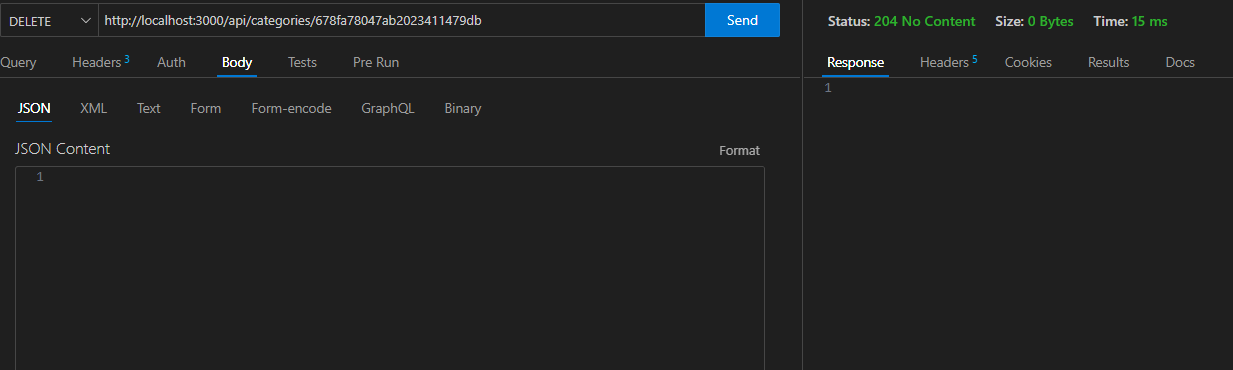 DELETE http://localhost:3000/api/categories/678fa78047ab2023411479db Send
Query Headers 3 Auth Body Tests Pre Run
JSON XML Text Form Form-encode GraphQL Binary
JSON Content Format
1
Status: 204 No Content Size: 0 Bytes Time: 15 ms
Response Headers 5 Cookies Results Docs
1